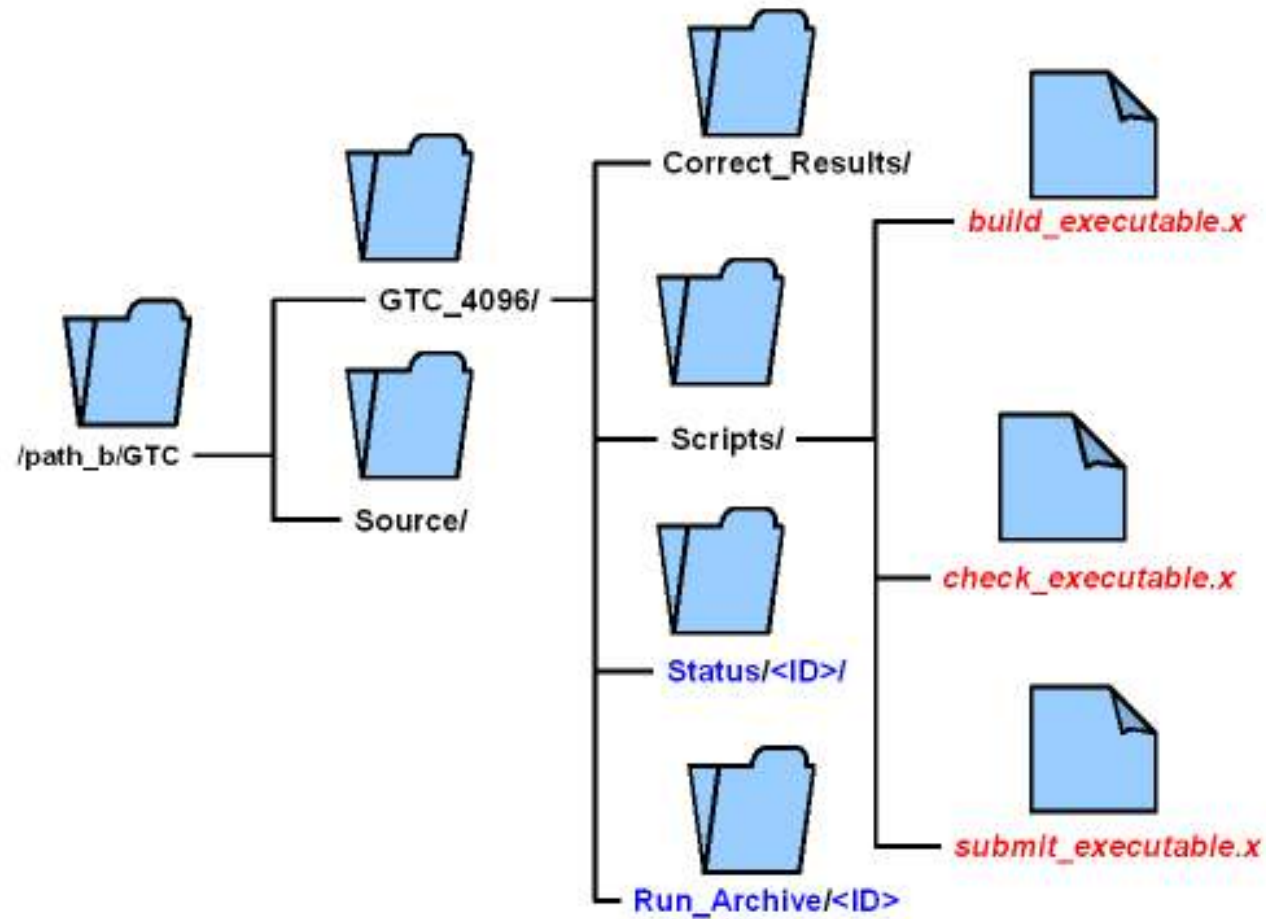 Correct_Results/
build_executable.x
GTC_4096/
/path_b/GTC
Scripts/
Source/
check_executable.x
Status/<ID>/
submit_executable.x
Run_Archive/<ID>